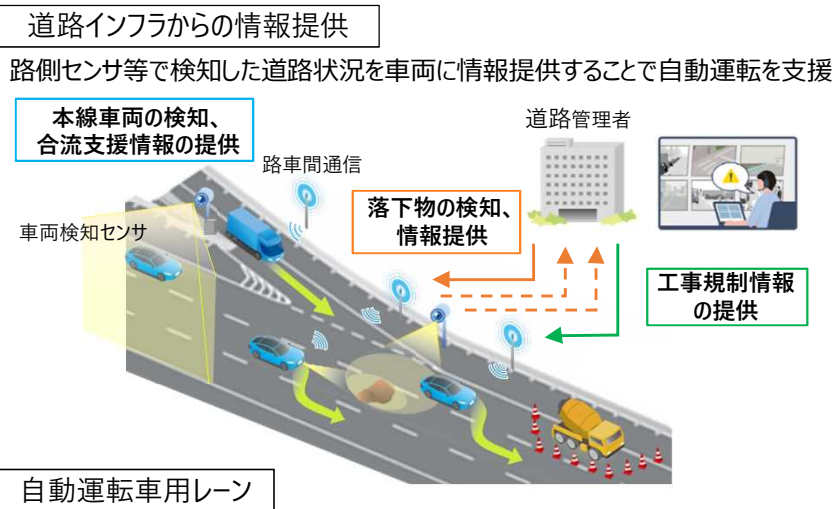 道路インフラからの情報提供
路側センサ等で検知した道路状況を車両に情報提供することで自動運転を支援
本線車両の検知、
合流支援情報の提供
道路管理者
路車間通信
落下物の検知、
情報提供
車両検知センサ
工事規制情報
の提供
自動運転車用レーン